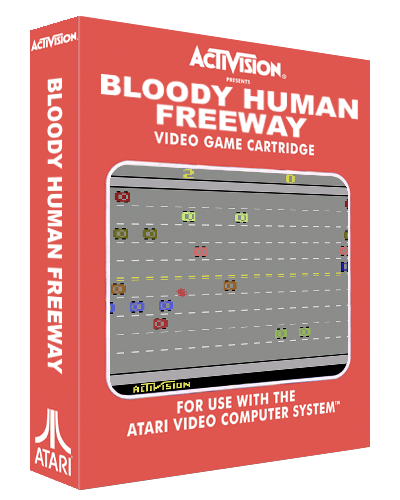 ACTIVISION®
PRESENTS
BLOODY HUMAN
FREEWAY
VIDEO GAME CARTRIDGE
2 0
ACTIVISION
FOR USE WITH THE
ATARI VIDEO COMPUTER SYSTEM™
ACTIVISION®
BLOODY HUMAN FREEWAY
ATARI